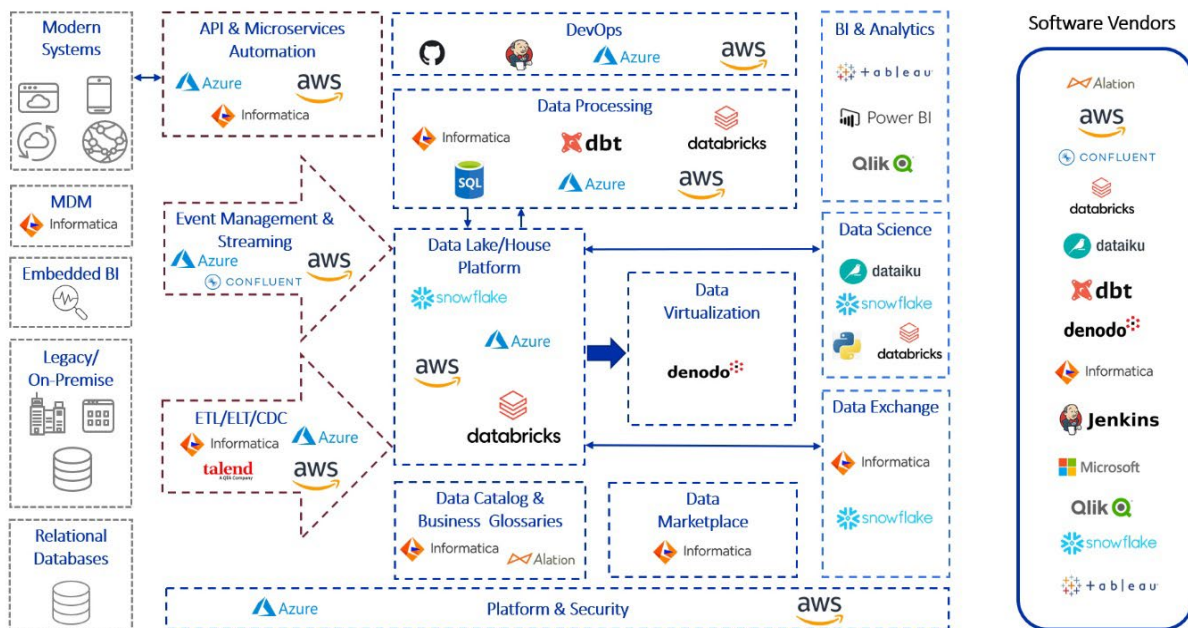 Modern
Systems
MDM
Informatica
Embedded BI
Legacy/
On-Premise
Relational
Databases
API & Microservices
Automation
Azure
aws
Informatica
Event Management &
Streaming
Azure
aws
CONFLUENT
ETL/ELT/CDC
Informatica
Azure
talend
A Qlik Company
aws
DevOps
Azure
aws
Data Processing
Informatica
dbt
databricks
SQL
Azure
aws
Data Lake/House
Platform
snowflake
Azure
aws
databricks
Data
Virtualization
denodo
Data Catalog &
Business Glossaries
Informatica
Alation
Data
Marketplace
Informatica
BI & Analytics
+ableau
Power BI
Qlik
Data Science
dataiku
snowflake
databricks
Data Exchange
Informatica
snowflake
Azure
Platform & Security
aws
Software Vendors
Alation
aws
CONFLUENT
databricks
dataiku
dbt
denodo
Informatica
Jenkins
Microsoft
Qlik
snowflake
+ableau